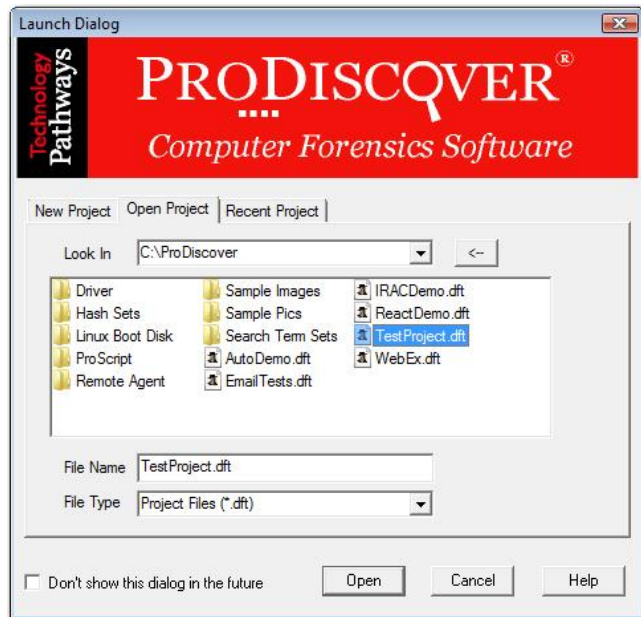 Launch Dialog
Technology
Pathways
PRODISCOVER®
Computer Forensics Software
New Project Open Project Recent Project
Look In C:\ProDiscover <--
Driver Sample Images IRACDemo.dft
Hash Sets Sample Pics ReactDemo.dft
Linux Boot Disk Search Term Sets TestProject.dft
ProScript AutoDemo.dft WebEx.dft
Remote Agent EmailTests.dft
File Name TestProject.dft
File Type Project Files (*.dft)
Don't show this dialog in the future Open Cancel Help